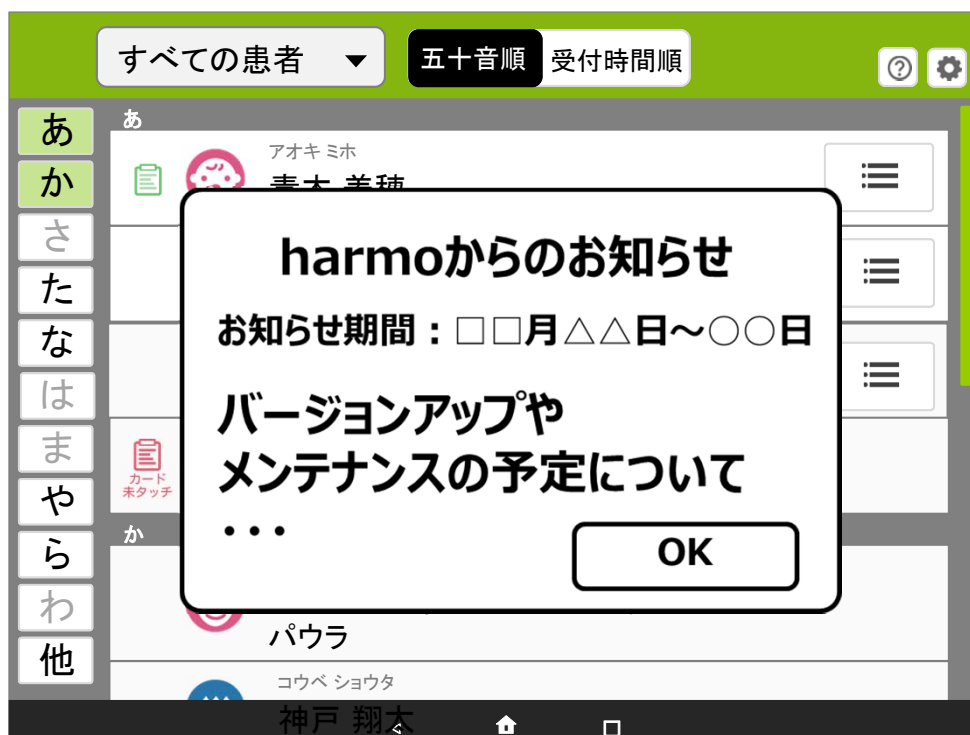 すべての患者
五十音順
受付時間順
あ
か
さ
た
な
は
ま
や
ら
わ
他
あ
アオキ ミホ
青木 美穂
カード
未タッチ
harmoからのお知らせ
お知らせ期間：□□月△△日～○○日
バージョンアップや
メンテナンスの予定について
・・・
OK
か
パウラ
コウベ ショウタ
神戸 翔太